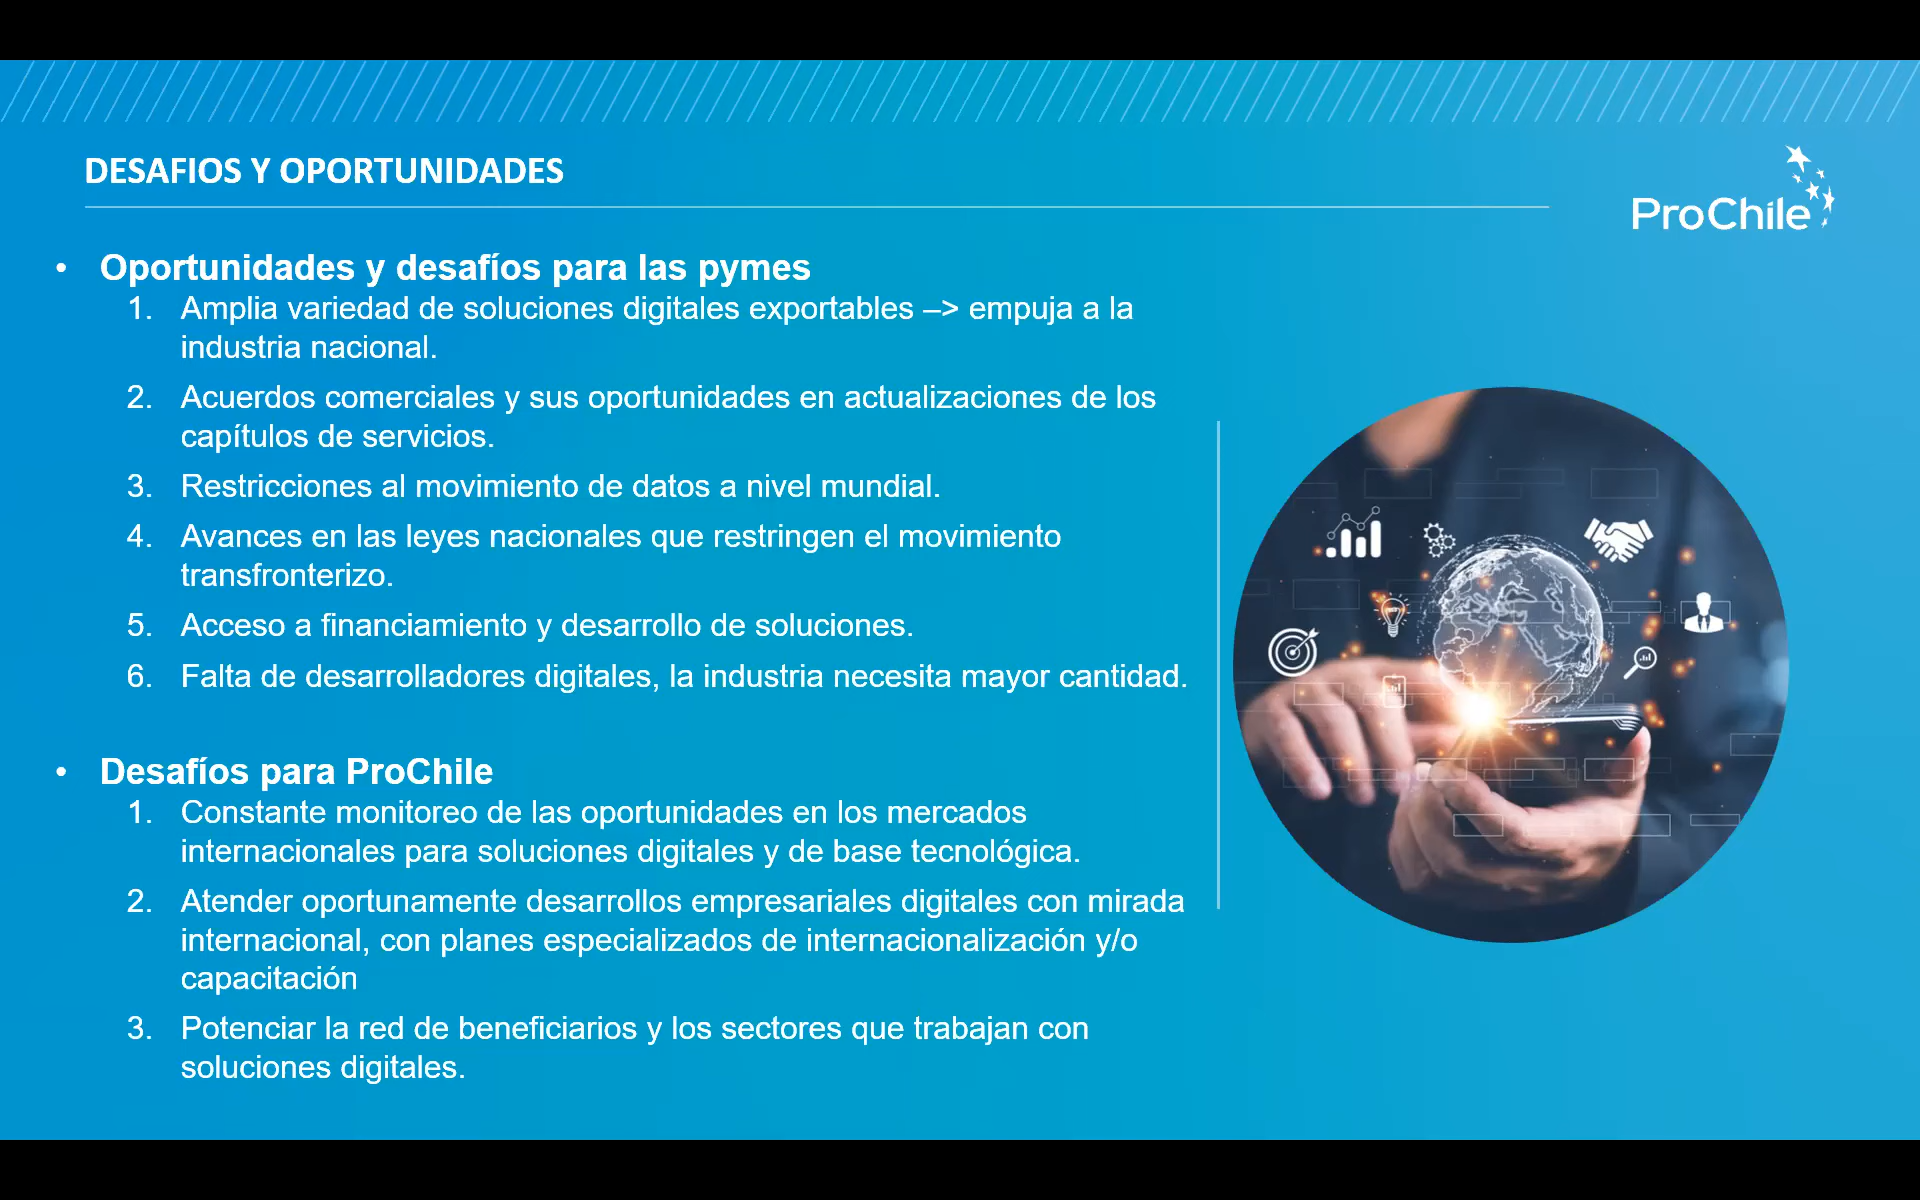 DESAFIOS Y OPORTUNIDADES
ProChile
• Oportunidades y desafíos para las pymes
1. Amplia variedad de soluciones digitales exportables –> empuja a la
industria nacional.
2. Acuerdos comerciales y sus oportunidades en actualizaciones de los
capítulos de servicios.
3. Restricciones al movimiento de datos a nivel mundial.
4. Avances en las leyes nacionales que restringen el movimiento
transfronterizo.
5. Acceso a financiamiento y desarrollo de soluciones.
6. Falta de desarrolladores digitales, la industria necesita mayor cantidad.
• Desafíos para ProChile
1. Constante monitoreo de las oportunidades en los mercados
internacionales para soluciones digitales y de base tecnológica.
2. Atender oportunamente desarrollos empresariales digitales con mirada
internacional, con planes especializados de internacionalización y/o
capacitación
3. Potenciar la red de beneficiarios y los sectores que trabajan con
soluciones digitales.